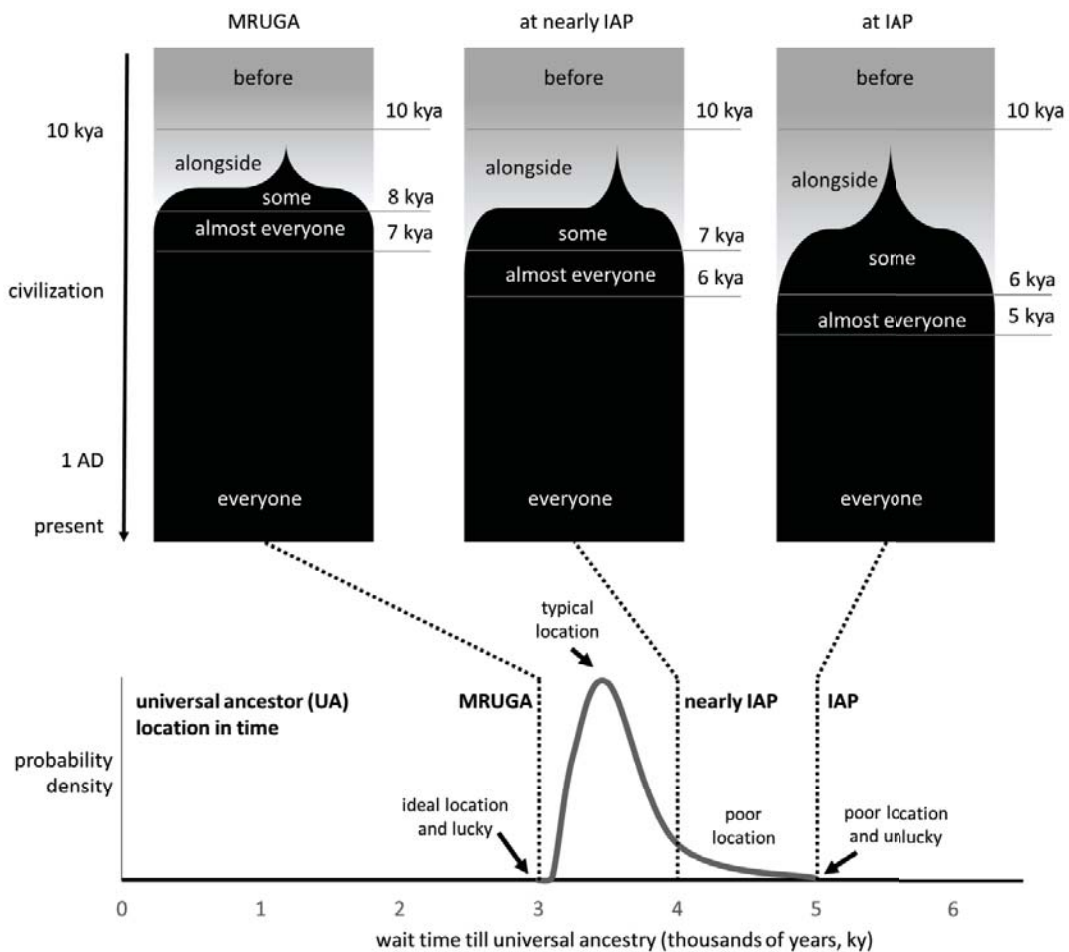 MRUGA
at nearly IAP
at IAP
10 kya
civilization
1 AD
present
before
10 kya
alongside
some
8 kya
almost everyone
7 kya
everyone
before
10 kya
alongside
some
7 kya
almost everyone
6 kya
everyone
before
10 kya
alongside
some
6 kya
almost everyone
5 kya
everyone
typical
location
universal ancestor (UA)
location in time
MRUGA
nearly IAP
IAP
probability
density
ideal location
and lucky
poor
location
poor location
and unlucky
0 1 2 3 4 5 6
wait time till universal ancestry (thousands of years, ky)